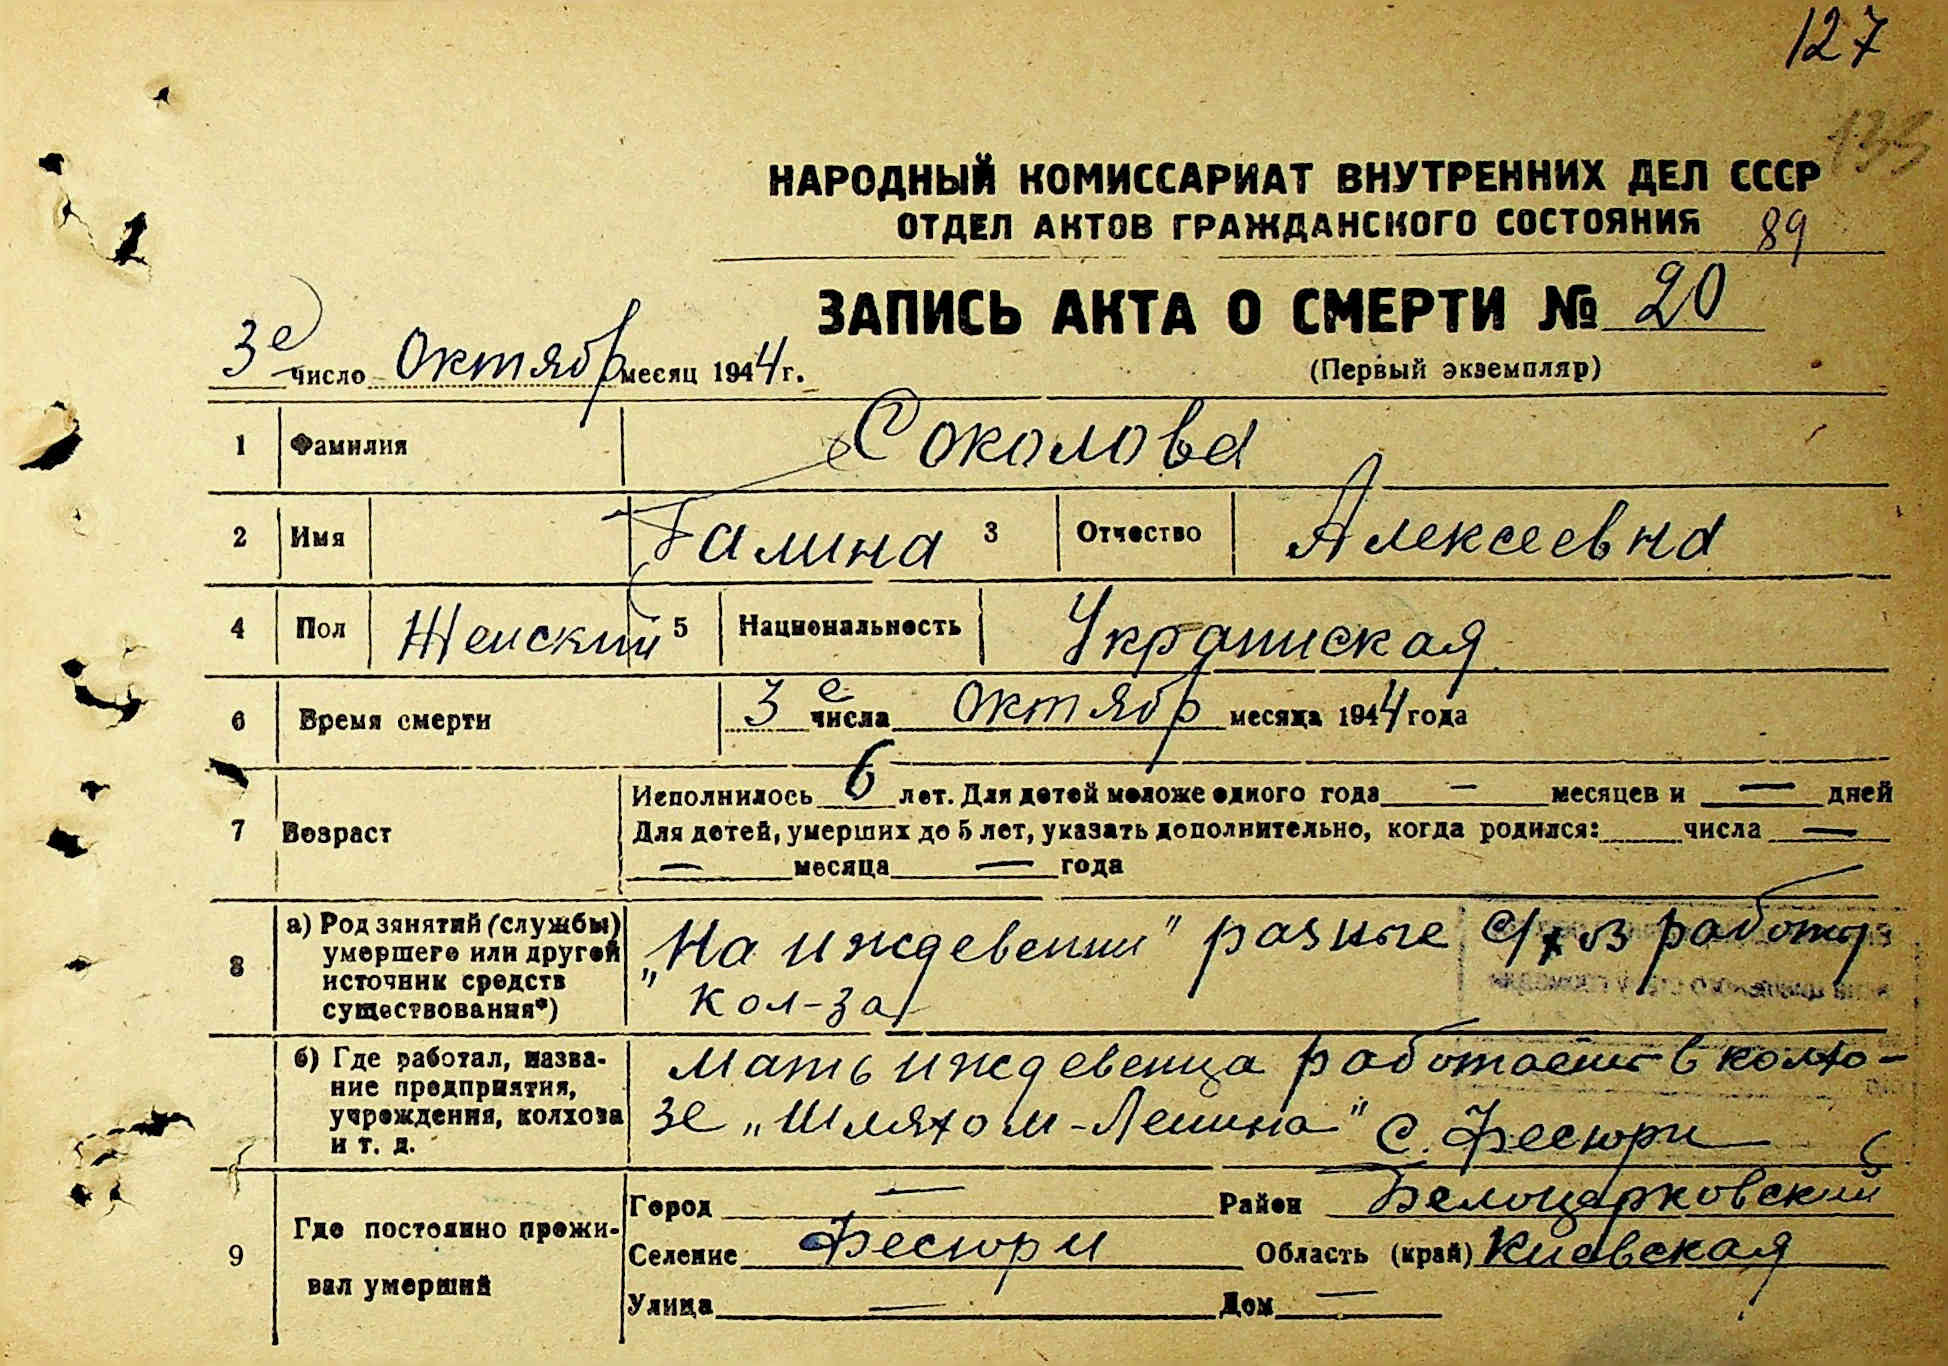 127
133
НАРОДНЫЙ КОМИССАРИАТ ВНУТРЕННИХ ДЕЛ СССР
ОТДЕЛ АКТОВ ГРАЖДАНСКОГО СОСТОЯНИЯ 89
ЗАПИСЬ АКТА О СМЕРТИ № 20
3е число Октябр месяц 1944 г.
(Первый экземпляр)
1 Фамилия Соколова
2 Имя Галина 3 Отчество Алексеевна
4 Пол Женский 5 Национальность Украинская
6 Время смерти 3е числа Октябр месяца 1944 года
Исполнилось 6 лет. Для детей моложе одного года — месяцев и — дней
7 Возраст Для детей, умерших до 5 лет, указать дополнительно, когда родился: числа —
— месяца — года
8 а) Род занятий (службы) умершего или другой источник средств существования*) „На иждевении" разные с/хоз работы
кол-за
б) Где работал, название предприятия, учреждения, колхоза и т. д. Мать иждевенца работает в колхо-
зе „Шляхом-Ленина" с. Фесюри
9 Где постоянно прожи-
вал умерший
Город — Район Белоцерковский
Селение Фесюри Область (край) Киевская
Улица — Дом —